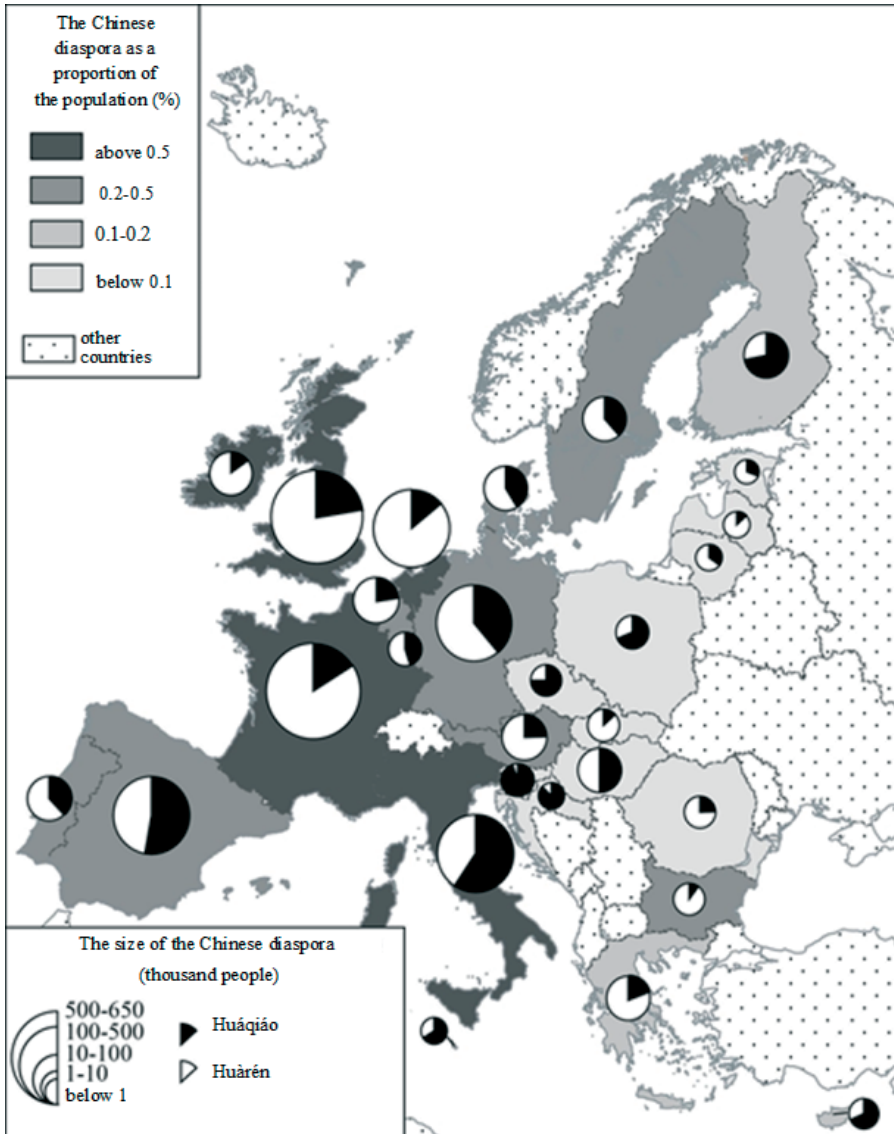 The Chinese
diaspora as a
proportion of
the population (%)
above 0.5
0.2-0.5
0.1-0.2
below 0.1
other
countries
The size of the Chinese diaspora
(thousand people)
500-650
100-500
10-100
1-10
below 1
Huáqiáo
Huàrén